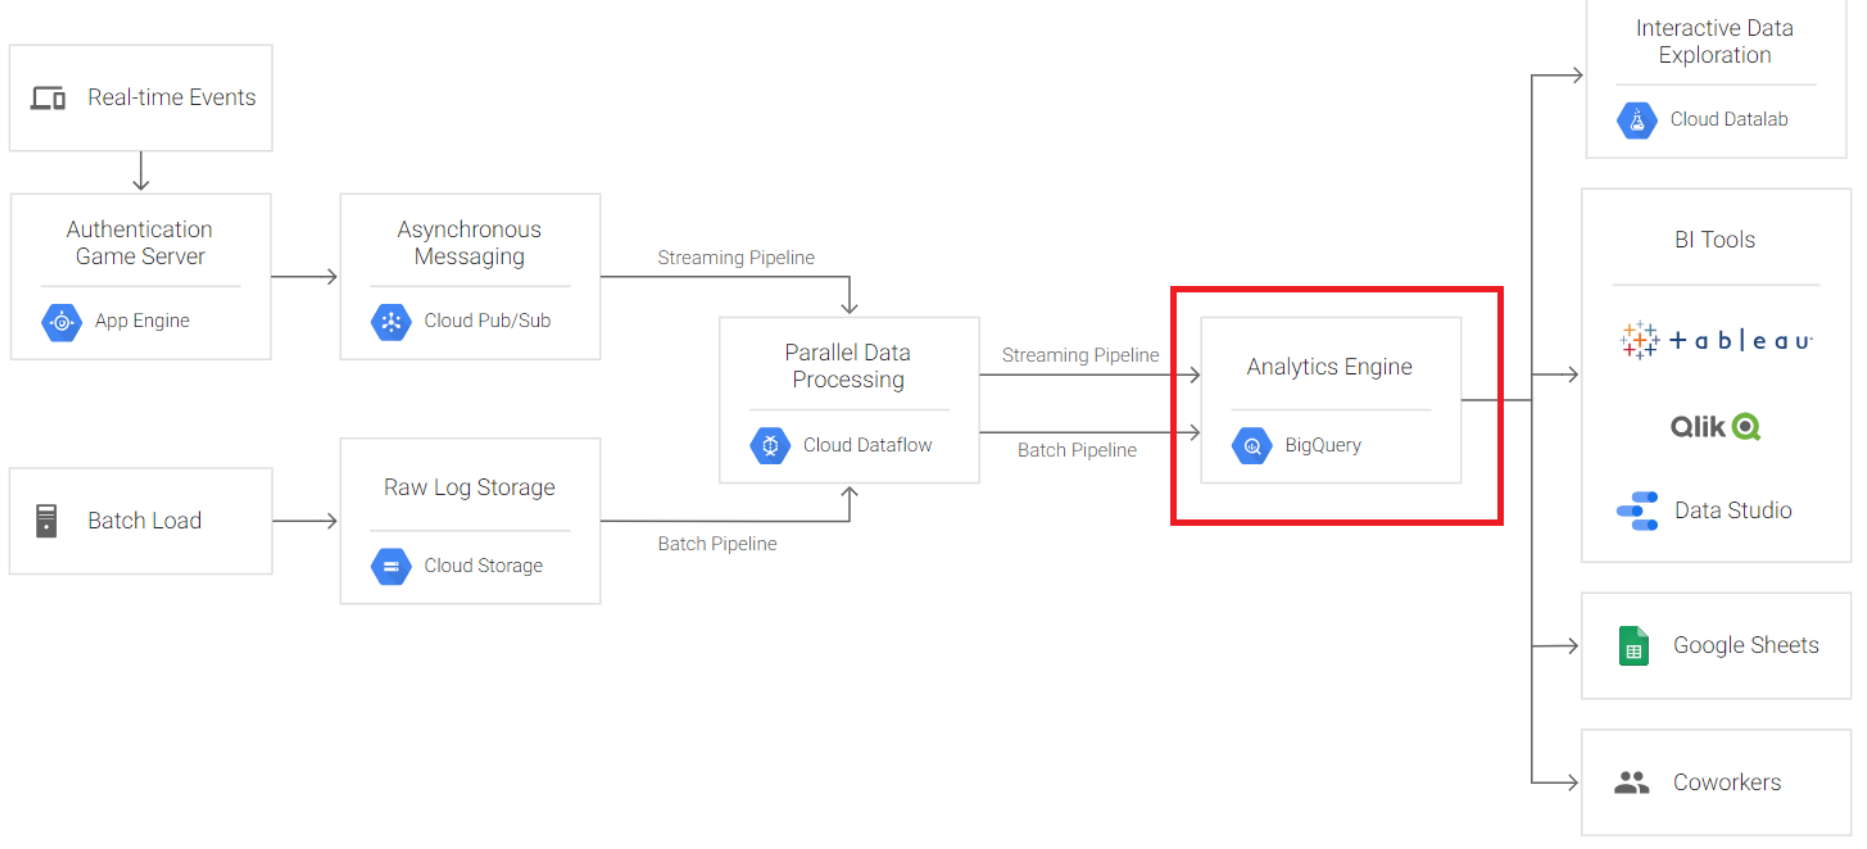 Real-time Events
Authentication
Game Server
App Engine
Asynchronous
Messaging
Cloud Pub/Sub
Streaming Pipeline
Batch Load
Raw Log Storage
Cloud Storage
Batch Pipeline
Parallel Data
Processing
Cloud Dataflow
Streaming Pipeline
Batch Pipeline
Analytics Engine
BigQuery
Interactive Data
Exploration
Cloud Datalab
BI Tools
+ a b l e a u
Qlik
Data Studio
Google Sheets
Coworkers